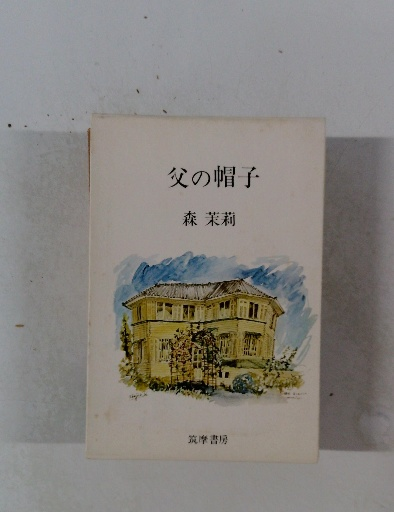 父の帽子
森 茉莉
筑摩書房